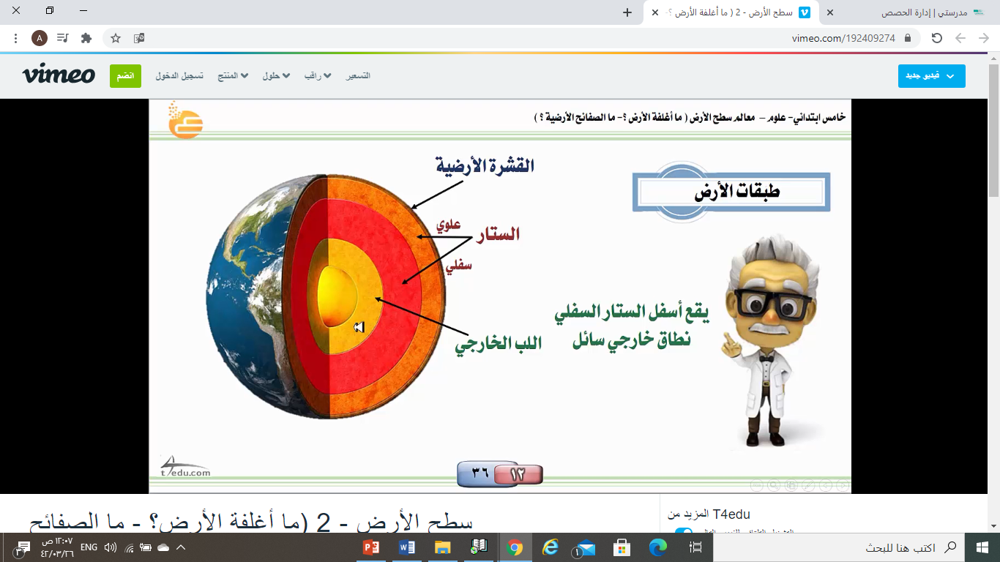 مدرستي | إدارة الحصص
سطح الأرض - 2 ( ما أغلفة الأرض ؟-
vimeo.com/192409274
A
vimeo
انضم
تسجيل الدخول
المنتج
حلول
راقب
التسعير
فيديو جديد
خامس ابتدائي- علوم – معالم سطح الأرض ( ما أغلفة الأرض ؟- ما الصفائح الأرضية ؟ )
طبقات الأرض
القشرة الأرضية
علوي
الستار
سفلي
اللب الخارجي
يقع أسفل الستار السفلي
نطاق خارجي سائل
t4edu.com
١٢
٣٦
سطح الأرض - 2 (ما أغلفة الأرض؟ - ما الصفائح
المزيد من T4edu
اكتب هنا للبحث
ENG
١٢:٠٧ ص
٤٢/٠٣/٢٦
٣
١